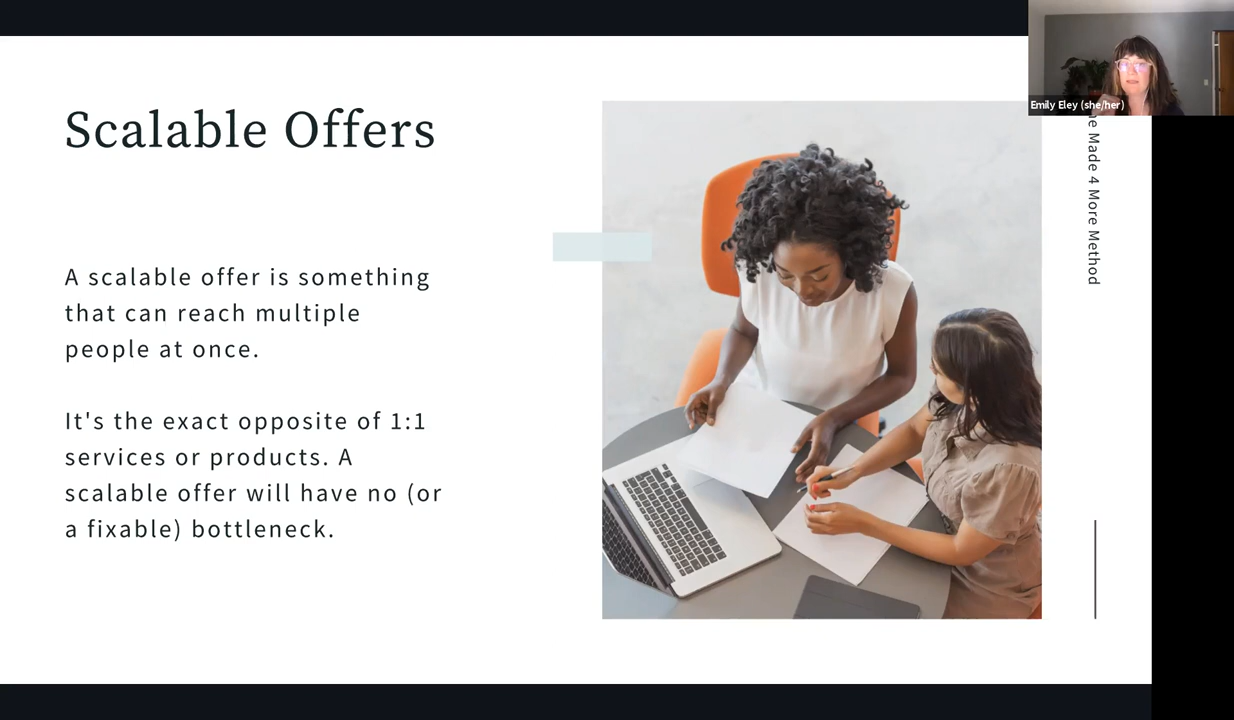 Scalable Offers
A scalable offer is something
that can reach multiple
people at once.
It's the exact opposite of 1:1
services or products. A
scalable offer will have no (or
a fixable) bottleneck.
Emily Eley (she/her)
Made 4 More Method